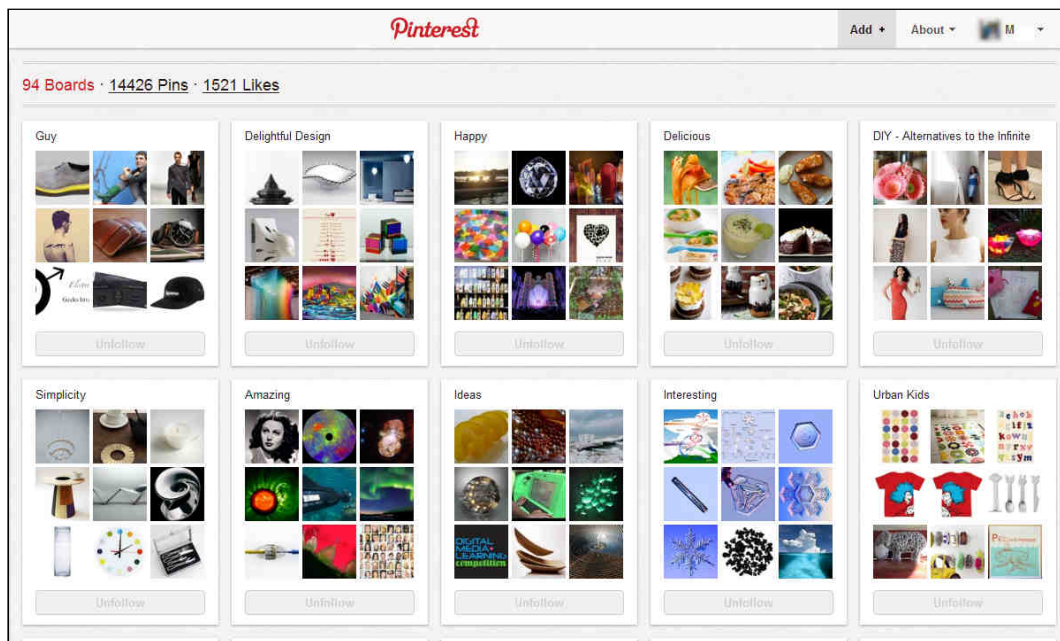 Pinterest
Add +
About
M
94 Boards · 14426 Pins · 1521 Likes
Guy
Delightful Design
Happy
Delicious
DIY - Alternatives to the Infinite
Unfollow
Unfollow
Unfollow
Unfollow
Unfollow
Simplicity
Amazing
Ideas
Interesting
Urban Kids
DIGITAL
MEDIA+
LEARNING
competition
Unfollow
Unfollow
Unfollow
Unfollow
Unfollow